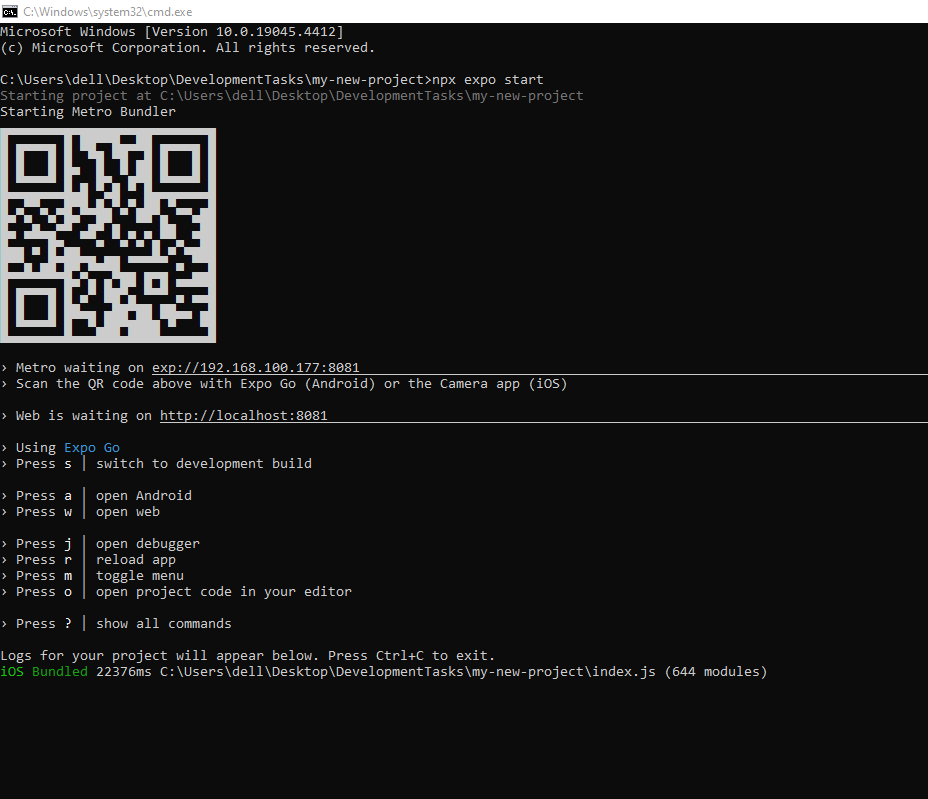 C:\Windows\system32\cmd.exe
Microsoft Windows [Version 10.0.19045.4412]
(c) Microsoft Corporation. All rights reserved.
C:\Users\dell\Desktop\DevelopmentTasks\my-new-project>npx expo start
Starting project at C:\Users\dell\Desktop\DevelopmentTasks\my-new-project
Starting Metro Bundler
› Metro waiting on exp://192.168.100.177:8081
› Scan the QR code above with Expo Go (Android) or the Camera app (iOS)
› Web is waiting on http://localhost:8081
› Using Expo Go
› Press s │ switch to development build
› Press a │ open Android
› Press w │ open web
› Press j │ open debugger
› Press r │ reload app
› Press m │ toggle menu
› Press o │ open project code in your editor
› Press ? │ show all commands
Logs for your project will appear below. Press Ctrl+C to exit.
iOS Bundled 22376ms C:\Users\dell\Desktop\DevelopmentTasks\my-new-project\index.js (644 modules)